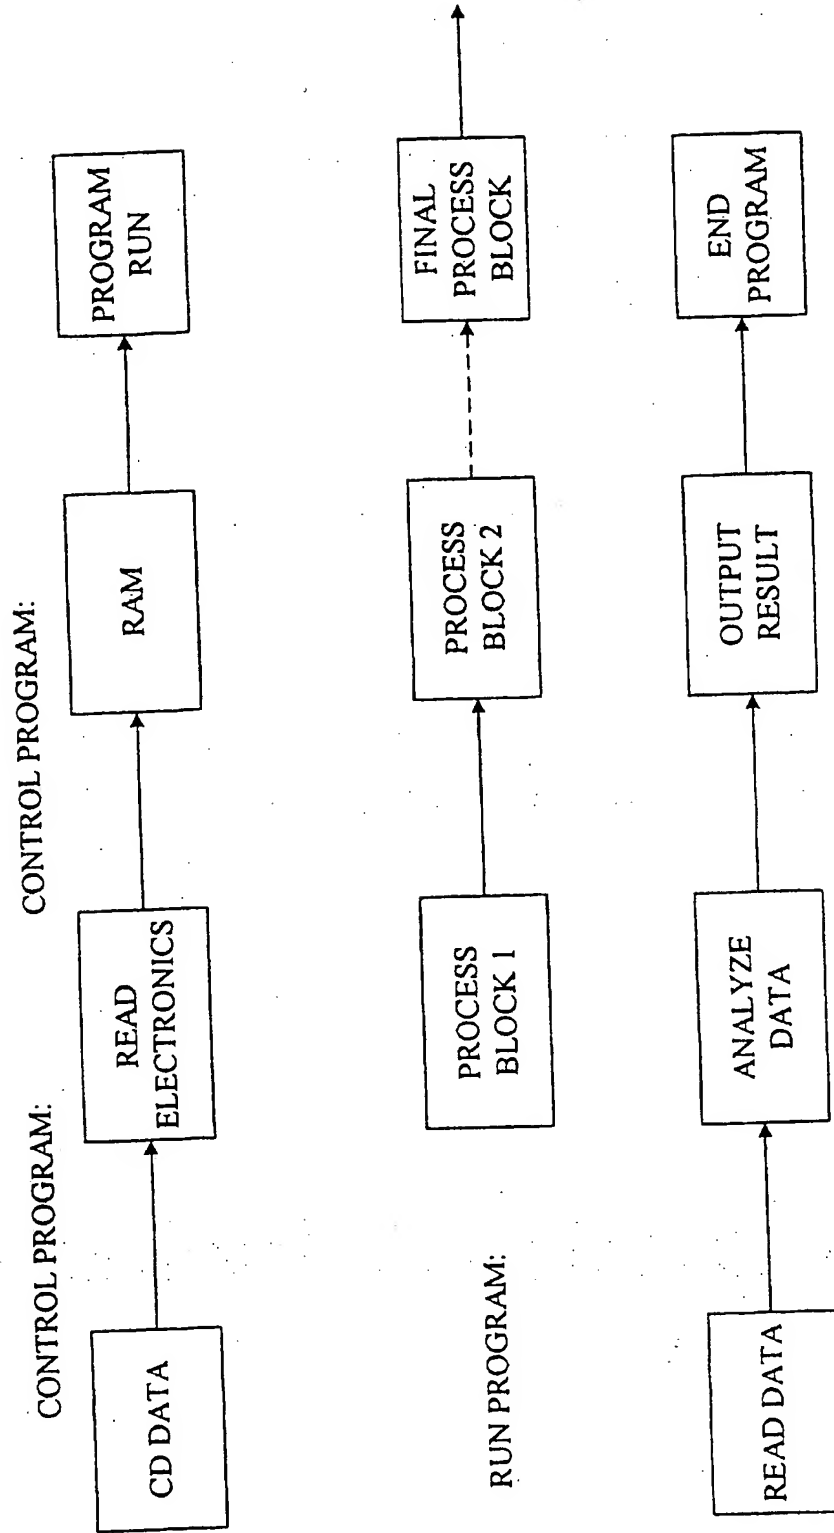 CONTROL PROGRAM:
CONTROL PROGRAM:
CD DATA
READ
ELECTRONICS
RAM
PROGRAM
RUN
RUN PROGRAM:
PROCESS
BLOCK 1
PROCESS
BLOCK 2
FINAL
PROCESS
BLOCK
READ DATA
ANALYZE
DATA
OUTPUT
RESULT
END
PROGRAM